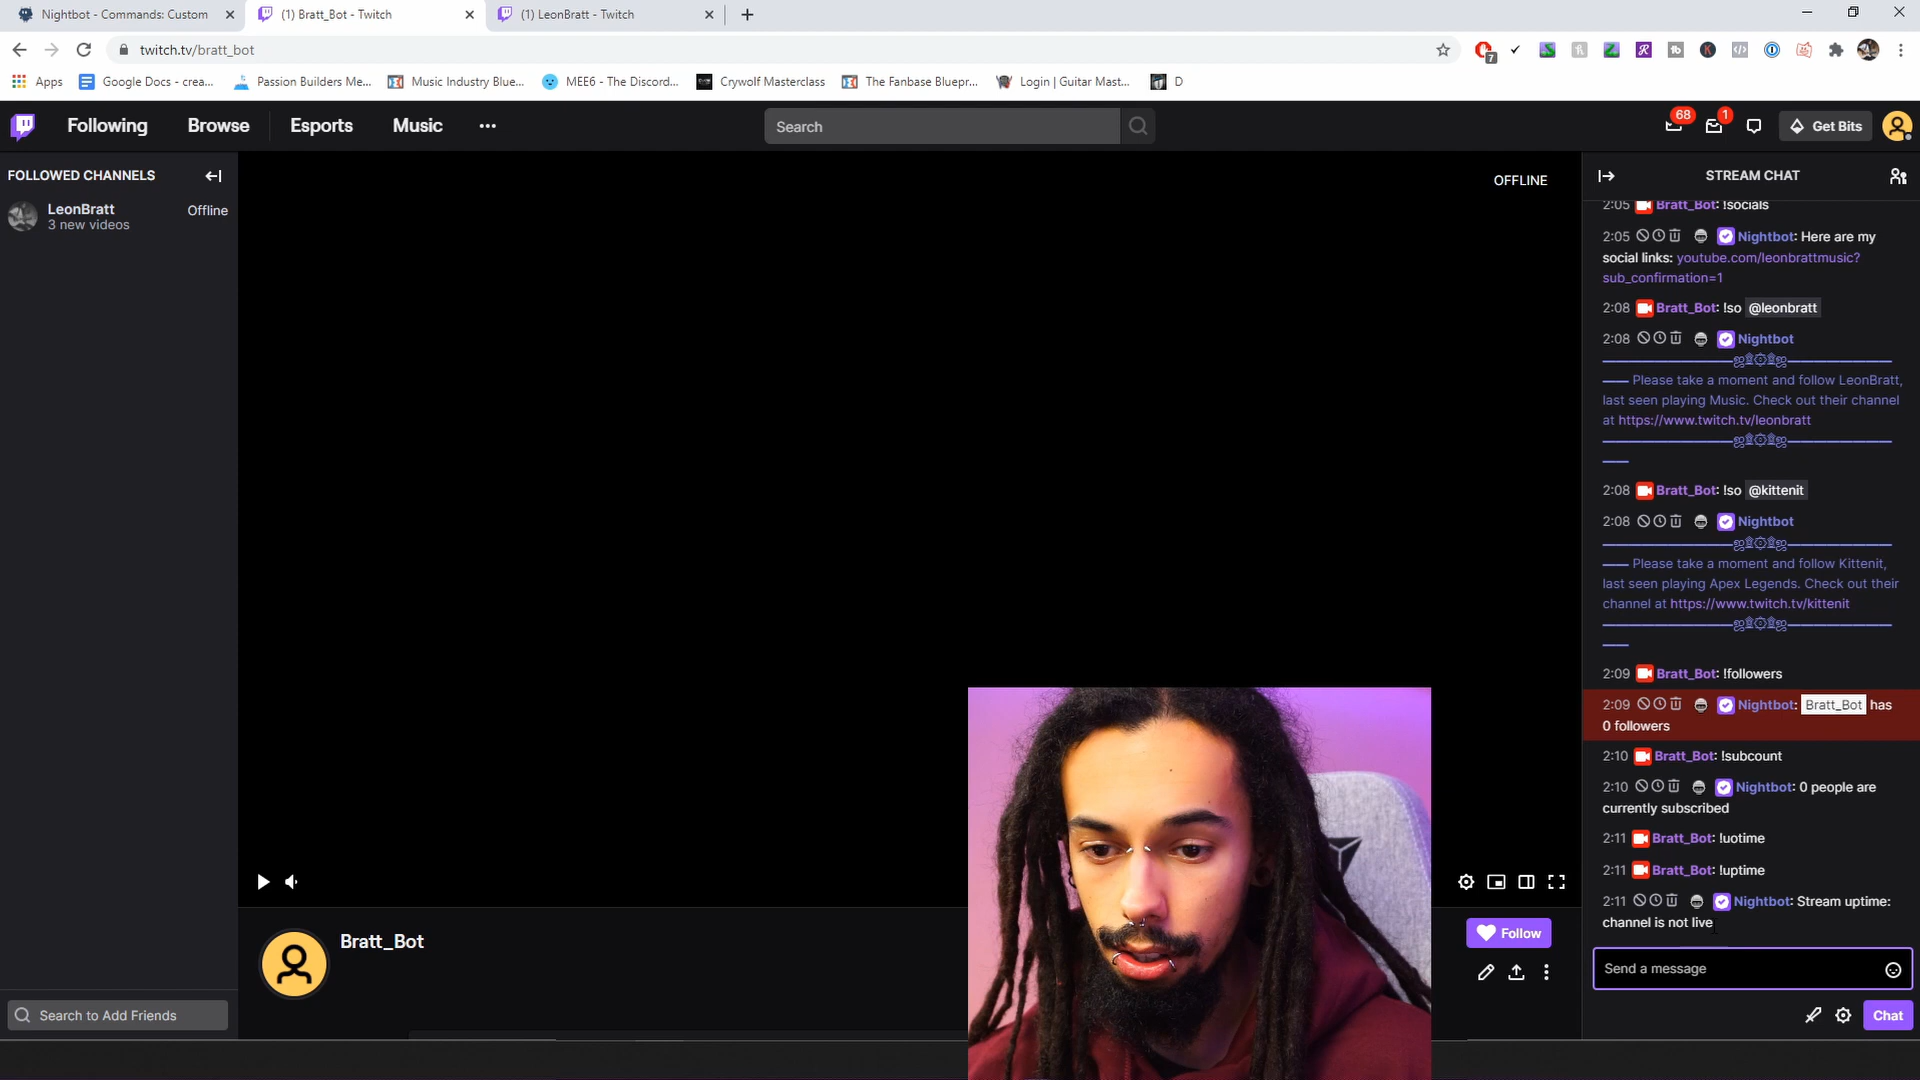 Nightbot - Commands: Custom
(1) Bratt_Bot - Twitch
(1) LeonBratt - Twitch
twitch.tv/bratt_bot
7
Apps
Google Docs - crea...
Passion Builders Me...
Music Industry Blue...
MEE6 - The Discord...
Crywolf Masterclass
The Fanbase Bluepr...
Login | Guitar Mast...
D
Following
Browse
Esports
Music
Search
68
1
Get Bits
FOLLOWED CHANNELS
LeonBratt
Offline
3 new videos
OFFLINE
STREAM CHAT
2:05 Bratt_Bot: !socials
2:05 Nightbot: Here are my
social links: youtube.com/leonbrattmusic?
sub_confirmation=1
2:08 Bratt_Bot: !so @leonbratt
2:08 Nightbot
Please take a moment and follow LeonBratt,
last seen playing Music. Check out their channel
at https://www.twitch.tv/leonbratt
2:08 Bratt_Bot: !so @kittenit
2:08 Nightbot
Please take a moment and follow Kittenit,
last seen playing Apex Legends. Check out their
channel at https://www.twitch.tv/kittenit
2:09 Bratt_Bot: !followers
2:09 Nightbot: Bratt_Bot has
0 followers
2:10 Bratt_Bot: !subcount
2:10 Nightbot: 0 people are
currently subscribed
2:11 Bratt_Bot: !uotime
2:11 Bratt_Bot: !uptime
2:11 Nightbot: Stream uptime:
channel is not live
Bratt_Bot
Follow
Send a message
Search to Add Friends
Chat